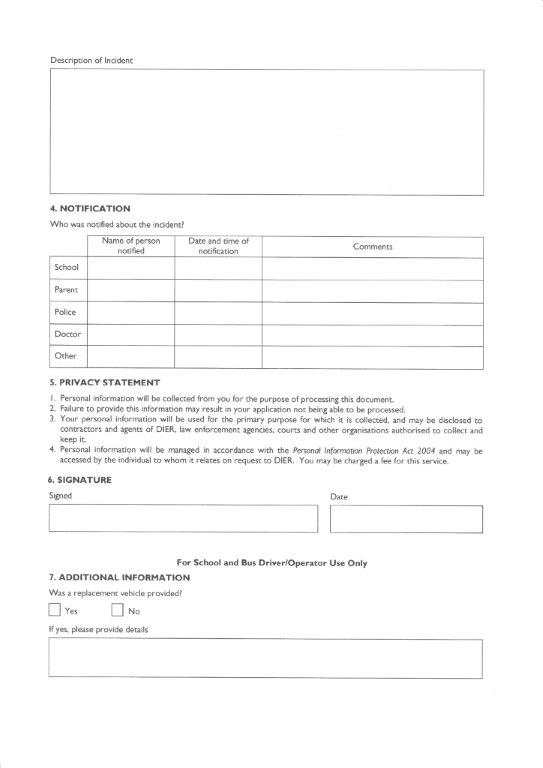 Description of Incident
4. NOTIFICATION
Who was notified about the incident?
Name of person notified
Date and time of notification
Comments
School
Parent
Police
Doctor
Other
5. PRIVACY STATEMENT
1. Personal information will be collected from you for the purpose of processing this document.
2. Failure to provide this information may result in your application not being able to be processed.
3. Your personal information will be used for the primary purpose for which it is collected, and may be disclosed to
contractors and agents of DIER, law enforcement agencies, courts and other organisations authorised to collect and
keep it.
4. Personal information will be managed in accordance with the Personal Information Protection Act 2004 and may be
accessed by the individual to whom it relates on request to DIER. You may be charged a fee for this service.
6. SIGNATURE
Signed
Date
For School and Bus Driver/Operator Use Only
7. ADDITIONAL INFORMATION
Was a replacement vehicle provided?
Yes No
If yes, please provide details